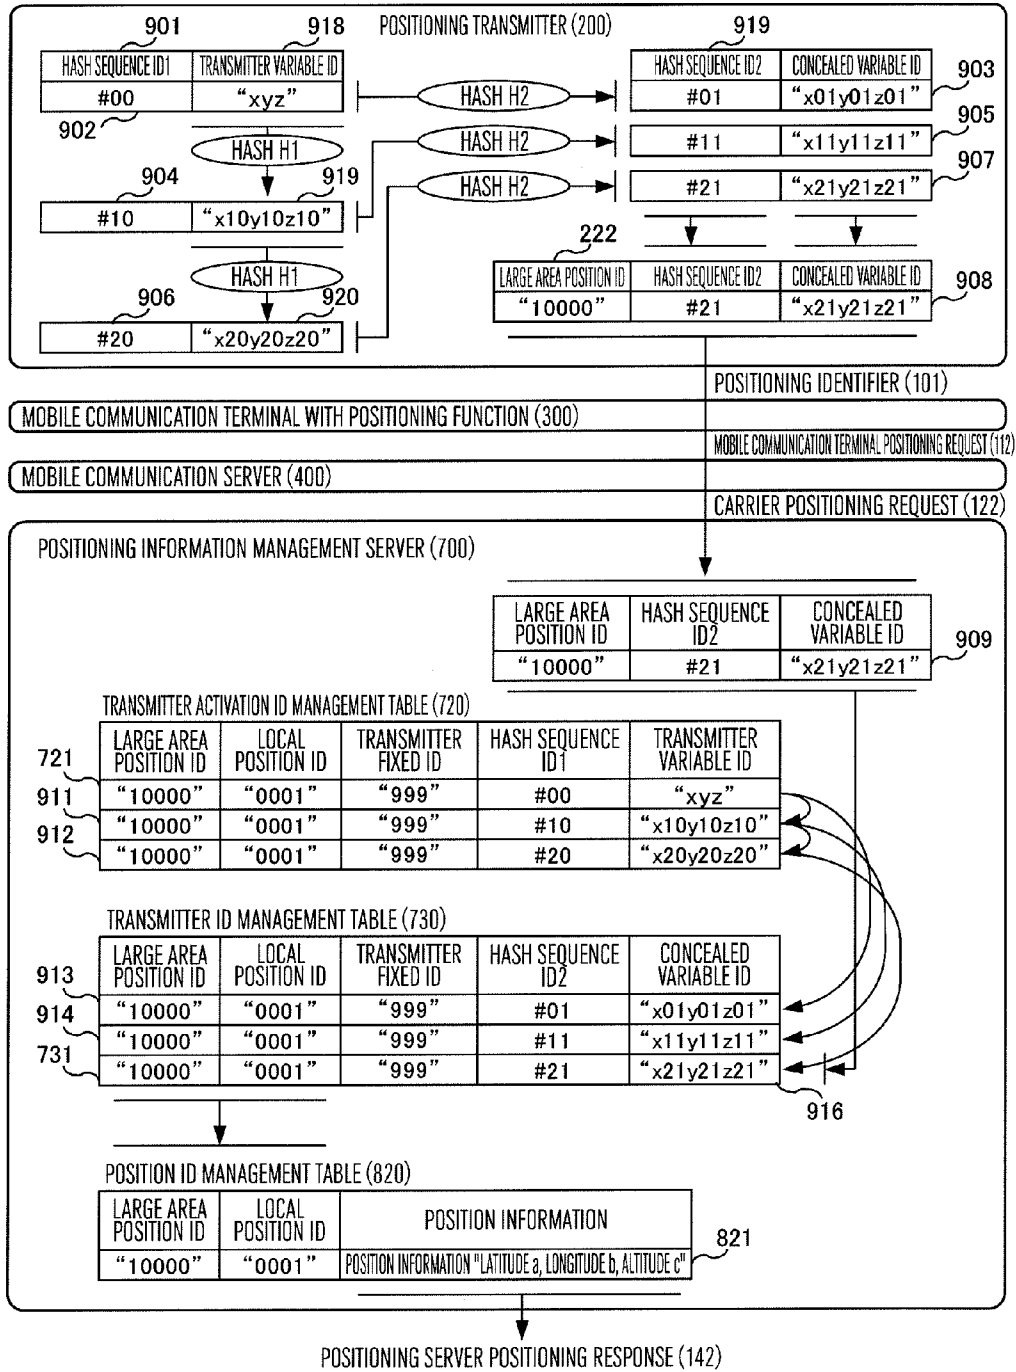 POSITIONING TRANSMITTER (200)
901 918 919
HASH SEQUENCE ID1 TRANSMITTER VARIABLE ID HASH SEQUENCE ID2 CONCEALED VARIABLE ID
#00 “xyz” HASH H2 #01 “x01y01z01” 903
902
HASH H1 HASH H2 #11 “x11y11z11” 905
904 919 HASH H2 #21 “x21y21z21” 907
#10 “x10y10z10”
222
HASH H1 LARGE AREA POSITION ID HASH SEQUENCE ID2 CONCEALED VARIABLE ID
906 920 “10000” #21 “x21y21z21” 908
#20 “x20y20z20”
POSITIONING IDENTIFIER (101)
MOBILE COMMUNICATION TERMINAL WITH POSITIONING FUNCTION (300)
MOBILE COMMUNICATION TERMINAL POSITIONING REQUEST (112)
MOBILE COMMUNICATION SERVER (400)
CARRIER POSITIONING REQUEST (122)
POSITIONING INFORMATION MANAGEMENT SERVER (700)
LARGE AREA POSITION ID HASH SEQUENCE ID2 CONCEALED VARIABLE ID
“10000” #21 “x21y21z21” 909
TRANSMITTER ACTIVATION ID MANAGEMENT TABLE (720)
LARGE AREA POSITION ID LOCAL POSITION ID TRANSMITTER FIXED ID HASH SEQUENCE ID1 TRANSMITTER VARIABLE ID
721 “10000” “0001” “999” #00 “xyz”
911 “10000” “0001” “999” #10 “x10y10z10”
912 “10000” “0001” “999” #20 “x20y20z20”
TRANSMITTER ID MANAGEMENT TABLE (730)
LARGE AREA POSITION ID LOCAL POSITION ID TRANSMITTER FIXED ID HASH SEQUENCE ID2 CONCEALED VARIABLE ID
913 “10000” “0001” “999” #01 “x01y01z01”
914 “10000” “0001” “999” #11 “x11y11z11”
731 “10000” “0001” “999” #21 “x21y21z21”
916
POSITION ID MANAGEMENT TABLE (820)
LARGE AREA POSITION ID LOCAL POSITION ID POSITION INFORMATION
“10000” “0001” POSITION INFORMATION "LATITUDE a, LONGITUDE b, ALTITUDE c" 821
POSITIONING SERVER POSITIONING RESPONSE (142)